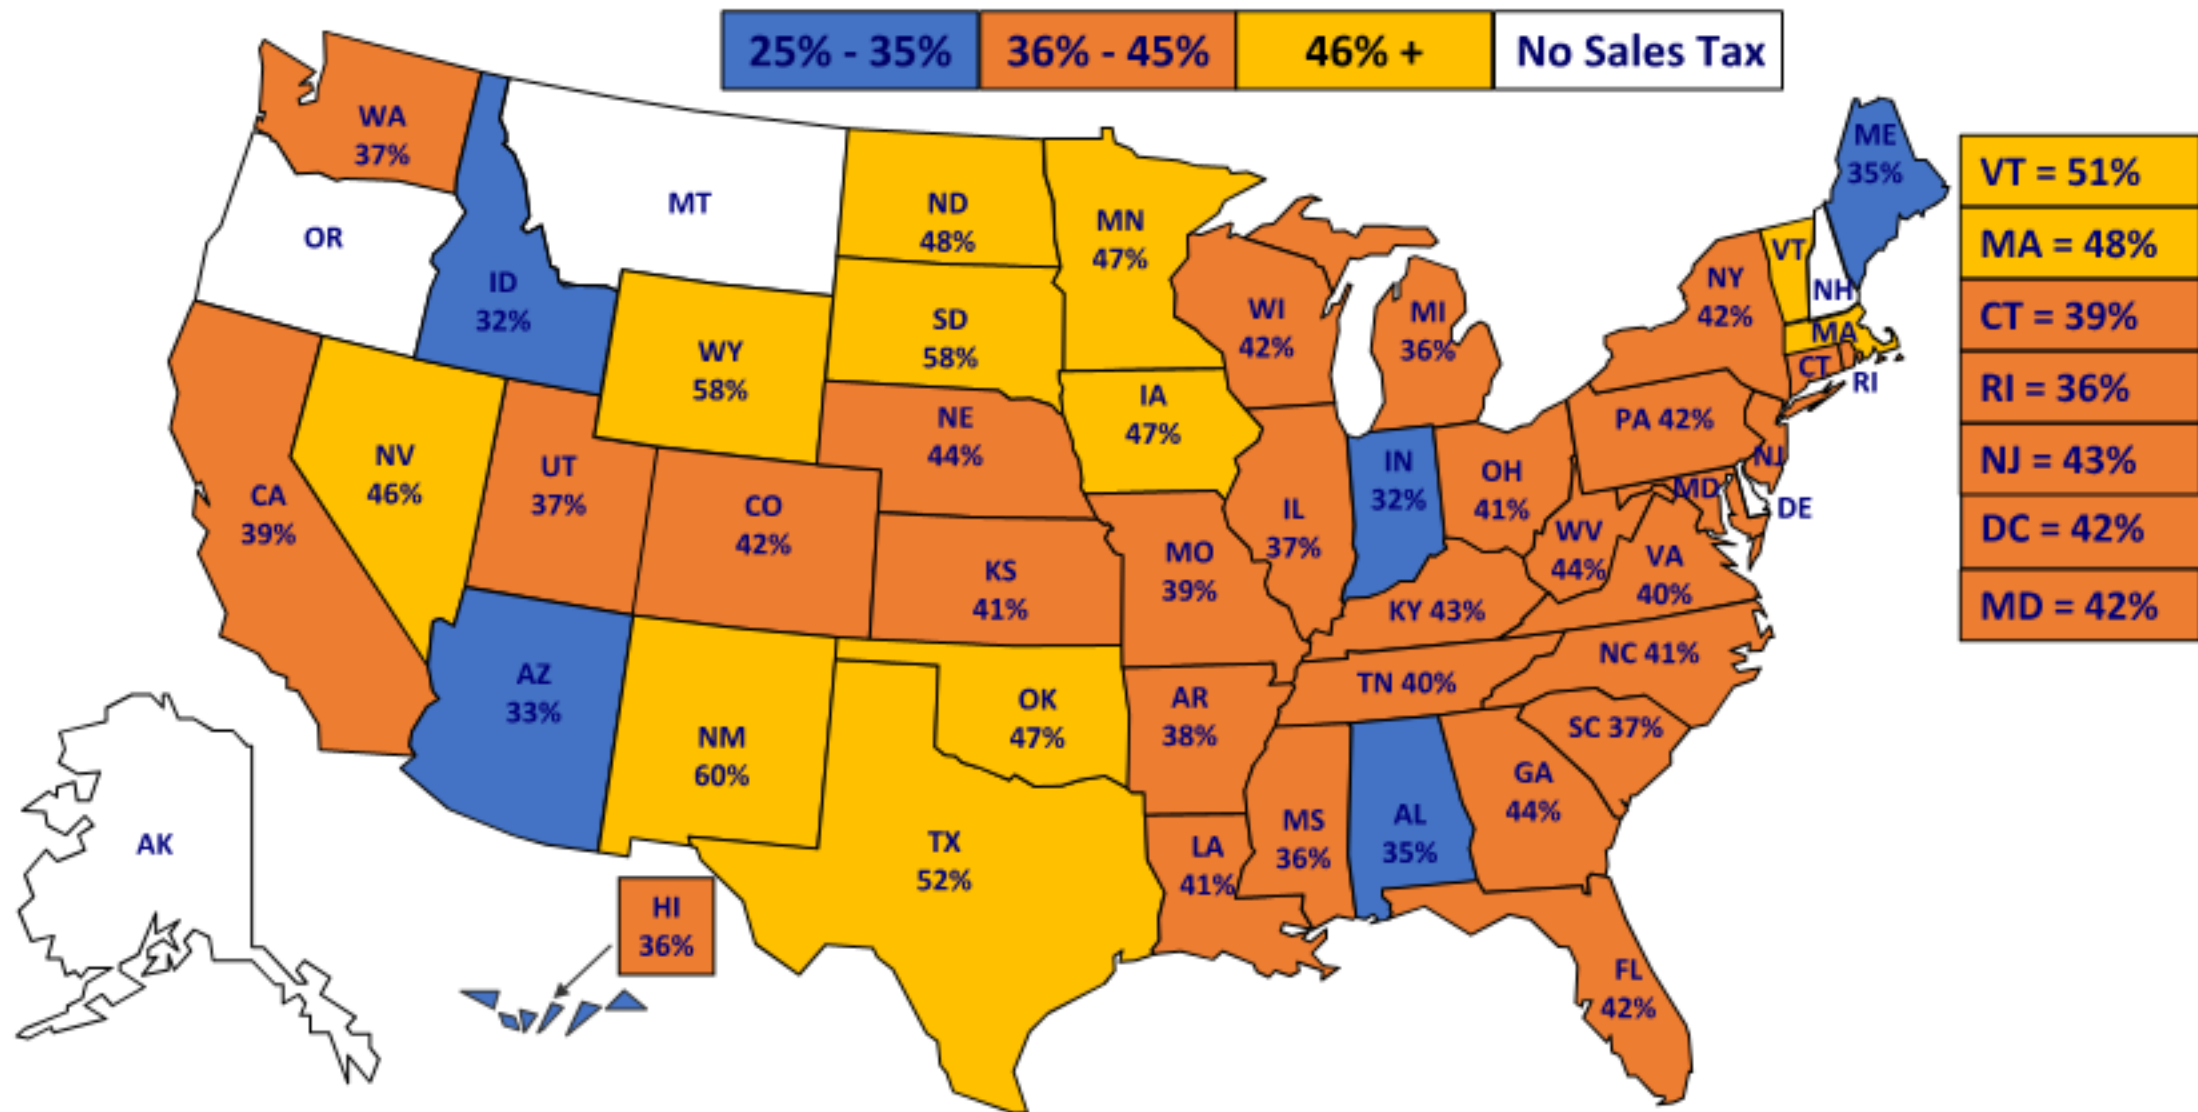 25% - 35%
36% - 45%
46% +
No Sales Tax
WA
37%
OR
MT
ID
32%
ND
48%
MN
47%
SD
58%
WY
58%
WI
42%
MI
36%
NY
42%
VT
NH
ME
35%
MA
CT
RI
NV
46%
UT
37%
CA
39%
CO
42%
NE
44%
IA
47%
KS
41%
MO
39%
IL
37%
IN
32%
OH
41%
PA 42%
NJ
MD
DE
WV
44%
VA
40%
KY 43%
TN 40%
NC 41%
SC 37%
AZ
33%
NM
60%
OK
47%
TX
52%
AR
38%
LA
41%
MS
36%
AL
35%
GA
44%
FL
42%
AK
HI
36%
VT = 51%
MA = 48%
CT = 39%
RI = 36%
NJ = 43%
DC = 42%
MD = 42%